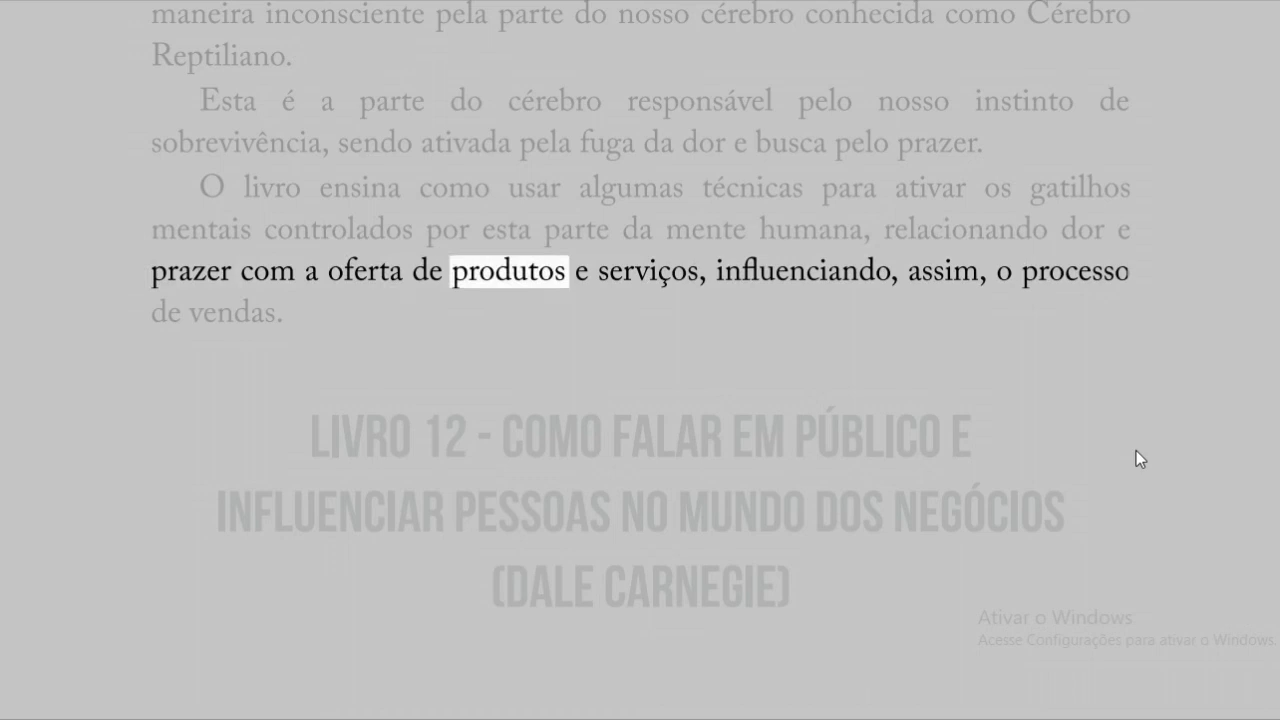 maneira inconsciente pela parte do nosso cérebro conhecida como Cérebro
Reptiliano.
Esta é a parte do cérebro responsável pelo nosso instinto de
sobrevivência, sendo ativada pela fuga da dor e busca pelo prazer.
O livro ensina como usar algumas técnicas para ativar os gatilhos
mentais controlados por esta parte da mente humana, relacionando dor e
prazer com a oferta de produtos e serviços, influenciando, assim, o processo
de vendas.
LIVRO 12 - COMO FALAR EM PÚBLICO E
INFLUENCIAR PESSOAS NO MUNDO DOS NEGÓCIOS
(DALE CARNEGIE)
Ativar o Windows
Acesse Configurações para ativar o Windows.